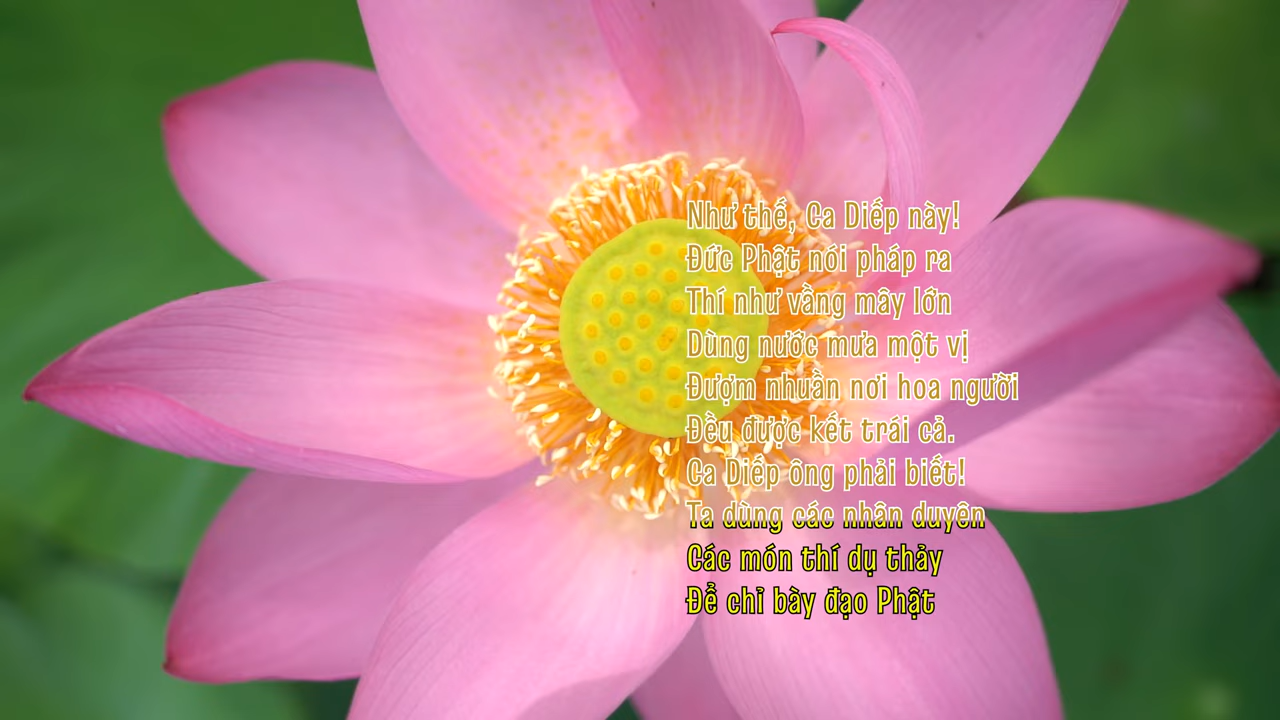 Như thế, Ca Diếp này!
Đức Phật nói pháp ra
Thí như vầng mây lớn
Dùng nước mưa một vị
Đượm nhuần nơi hoa người
Đều được kết trái cả.
Ca Diếp ông phải biết!
Ta dùng các nhân duyên
Các món thí dụ thảy
Để chỉ bày đạo Phật